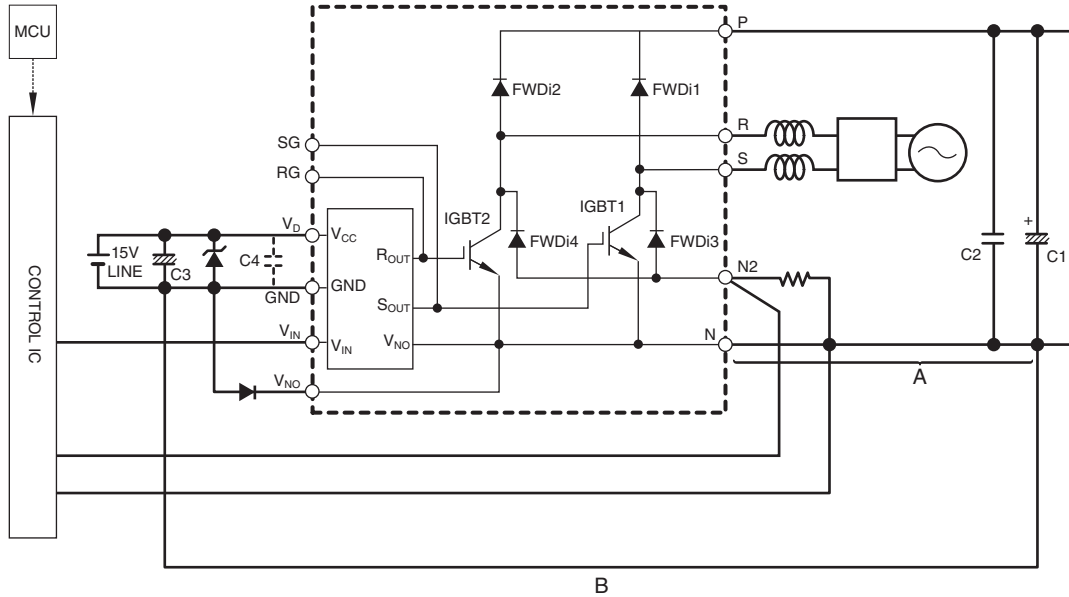 MCU
P
FWDi2
FWDi1
R
SG
S
RG
IGBT2
IGBT1
VD
VCC
15V
LINE
C3
C4
ROUT
FWDi4
FWDi3
C2
+
C1
N2
GND
GND
SOUT
CONTROL IC
VIN
VIN
VNO
N
A
VNO
B